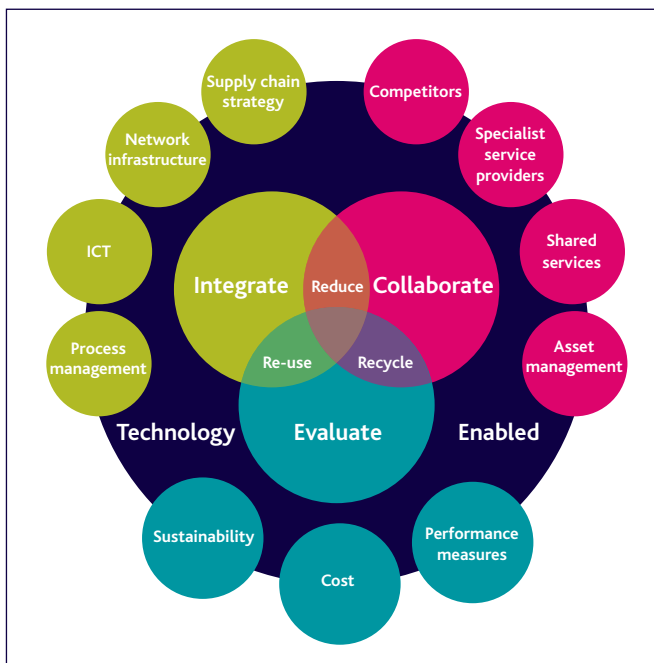 Supply chain
strategy
Competitors
Network
infrastructure
Specialist
service
providers
ICT
Shared
services
Integrate
Reduce
Collaborate
Process
management
Re-use
Recycle
Asset
management
Technology
Evaluate
Enabled
Sustainability
Performance
measures
Cost